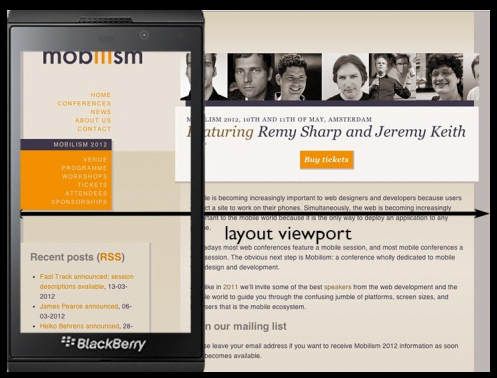 mobilism
HOME
CONFERENCES
NEWS
ABOUT US
CONTACT
MOBILISM 2012
VENUE
PROGRAMME
WORKSHOPS
TICKETS
ATTENDEES
SPONSORSHIPS
Recent posts (RSS)
Fast Track announced: session
descriptions available, 13-03-
2012
James Pearce announced, 06-
03-2012
Heiko Behrens announced, 28-
BlackBerry
MOBILISM 2012, 10TH AND 11TH OF MAY, AMSTERDAM
Featuring Remy Sharp and Jeremy Keith
Buy tickets
is becoming increasingly important to web designers and developers because users
a site to work on their phones. Simultaneously, the web is becoming increasingly
to the mobile world because it is the only way to deploy an application to any
layout viewport
most web conferences feature a mobile session, and most mobile conferences a
session. The obvious next step is Mobilism: a conference wholly dedicated to mobile
design and development.
like in 2011 we'll invite some of the best speakers from the web development and the
world to guide you through the confusing jumble of platforms, screen sizes, and
that is the mobile ecosystem.
our mailing list
leave your email address if you want to receive Mobilism 2012 information as soon
becomes available.